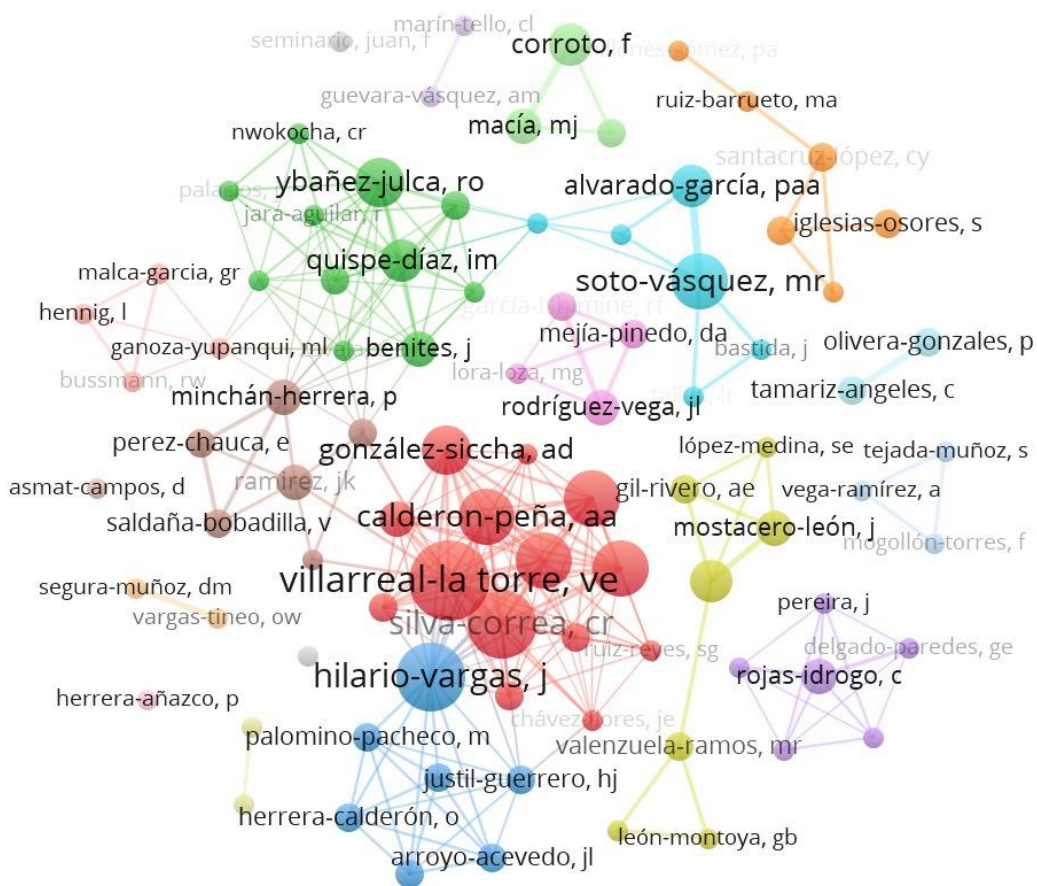 marín-tello, cl
seminario, juan, f
corroto, f
guevara-vásquez, am
ruiz-barrueto, ma
macía, mj
nwokocha, cr
santacruz-lópez, cy
ybañez-julca, ro
alvarado-garcía, paa
jara-aguilar, r
iglesias-osores, s
quispe-díaz, im
malca-garcia, gr
soto-vásquez, mr
hennig, l
mejía-pinedo, da
olivera-gonzales, p
ganoza-yupanqui, ml
benites, j
bastida, j
bussmann, rw
lora-loza, mg
tamariz-angeles, c
minchán-herrera, p
rodríguez-vega, jl
perez-chauca, e
gonzález-siccha, ad
lópez-medina, se
tejada-muñoz, s
asmat-campos, d
ramirez, jk
gil-rivero, ae
vega-ramírez, a
saldaña-bobadilla, v
calderon-peña, aa
mostacero-león, j
mogollón-torres, f
villarreal-la torre, ve
segura-muñoz, dm
vargas-tineo, ow
silva-correa, cr
pereira, j
ruiz-reyes, sg
delgado-paredes, ge
hilario-vargas, j
rojas-idrogo, c
herrera-añazco, p
chávez-flores, je
palomino-pacheco, m
valenzuela-ramos, mr
justil-guerrero, hj
herrera-calderón, o
león-montoya, gb
arroyo-acevedo, jl